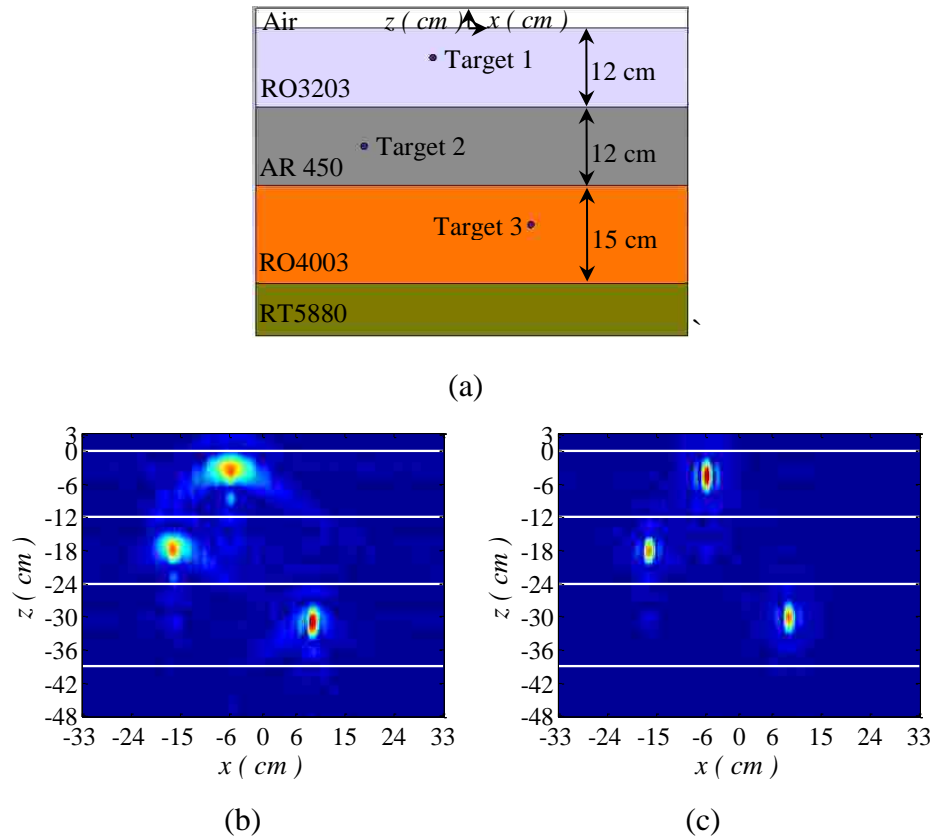 Air z ( cm ) x ( cm )
Target 1
12 cm
RO3203
Target 2
12 cm
AR 450
Target 3
15 cm
RO4003
RT5880
`
(a)
3
0
-6
-12
-18
-24
-30
-36
-42
-48
z ( cm )
-33 -24 -15 -6 0 6 15 24 33
x ( cm )
(b)
3
0
-6
-12
-18
-24
-30
-36
-42
-48
z ( cm )
-33 -24 -15 -6 0 6 15 24 33
x ( cm )
(c)